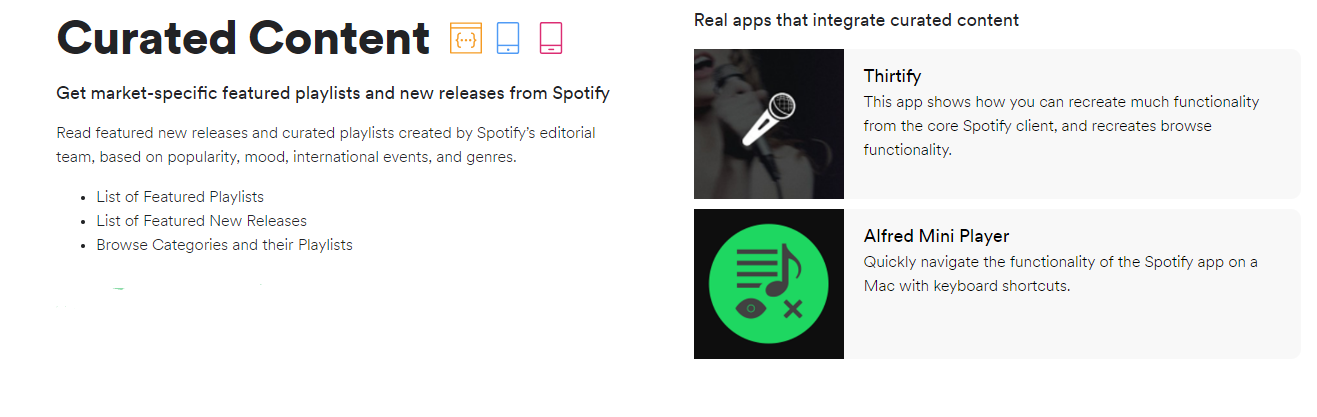 Curated Content
Get market-specific featured playlists and new releases from Spotify
Read featured new releases and curated playlists created by Spotify's editorial
team, based on popularity, mood, international events, and genres.
• List of Featured Playlists
• List of Featured New Releases
• Browse Categories and their Playlists
Real apps that integrate curated content
Thirtify
This app shows how you can recreate much functionality
from the core Spotify client, and recreates browse
functionality.
Alfred Mini Player
Quickly navigate the functionality of the Spotify app on a
Mac with keyboard shortcuts.